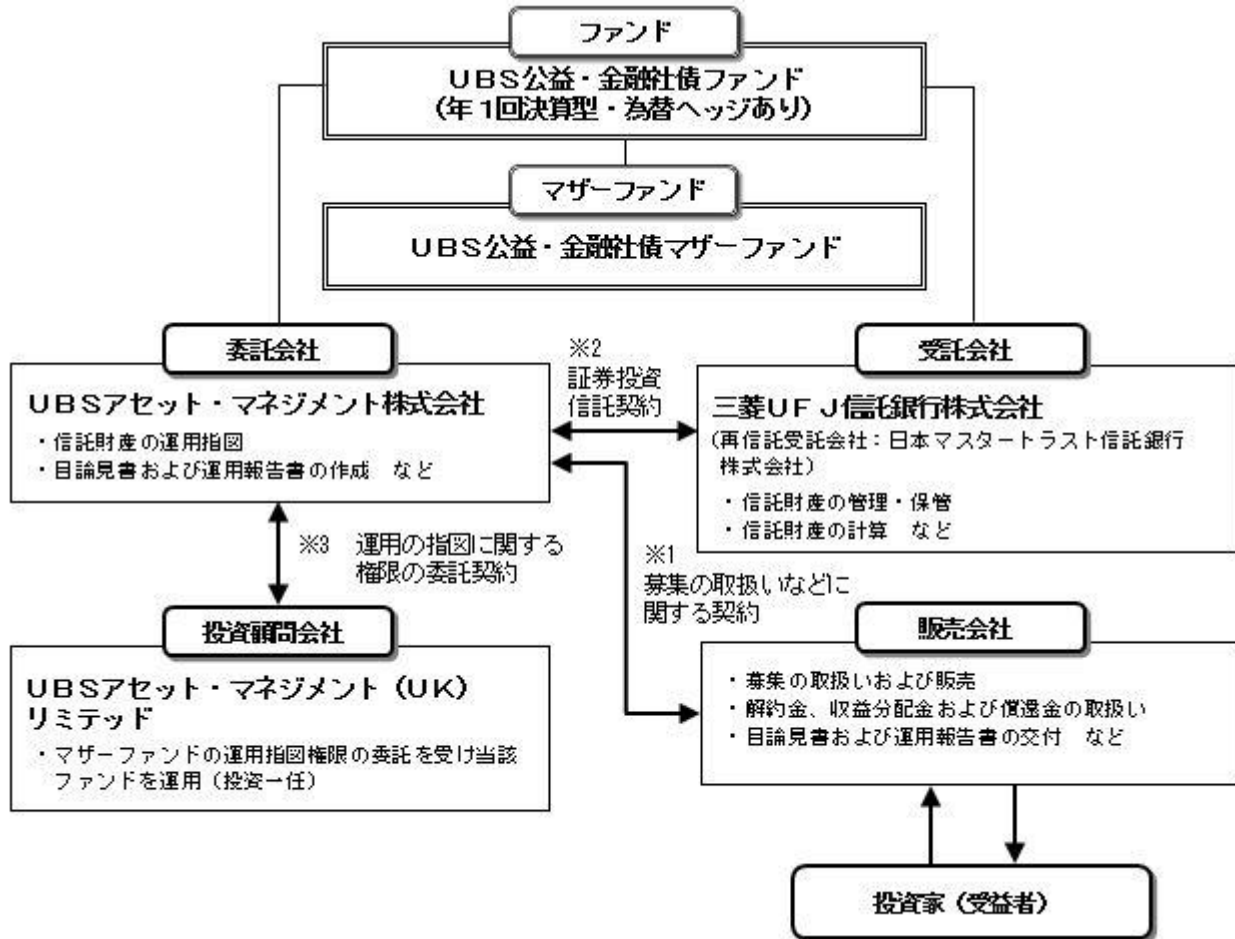 ファンド
UBS公益・金融社債ファンド
(年1回決算型・為替ヘッジあり)
マザーファンド
UBS公益・金融社債マザーファンド
委託会社
UBSアセット・マネジメント株式会社
・信託財産の運用指図
・目論見書および運用報告書の作成 など
※2
証券投資
信託契約
受託会社
三菱UFJ信託銀行株式会社
(再信託受託会社:日本マスタートラスト信託銀行
株式会社)
・信託財産の管理・保管
・信託財産の計算 など
※3 運用の指図に関する
権限の委託契約
※1
募集の取扱いなどに
関する契約
投資顧問会社
UBSアセット・マネジメント(UK)
リミテッド
・マザーファンドの運用指図権限の委託を受け当該
ファンドを運用(投資一任)
販売会社
・募集の取扱いおよび販売
・解約金、収益分配金および償還金の取扱い
・目論見書および運用報告書の交付 など
投資家(受益者)